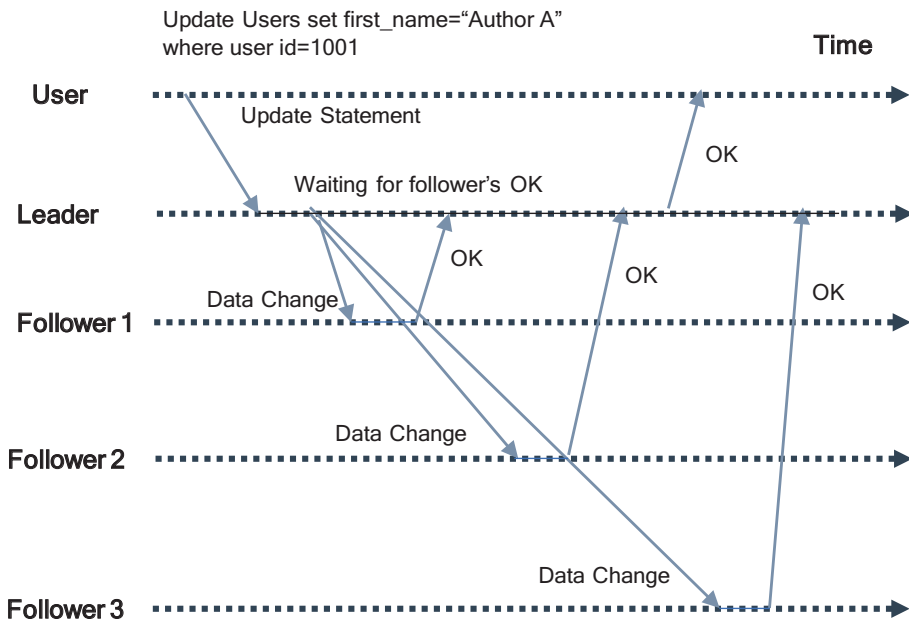 Update Users set first_name=“Author A”
where user id=1001
Time
User
Update Statement
OK
Waiting for follower’s OK
Leader
OK
OK
OK
Data Change
Follower 1
Data Change
Follower 2
Data Change
Follower 3